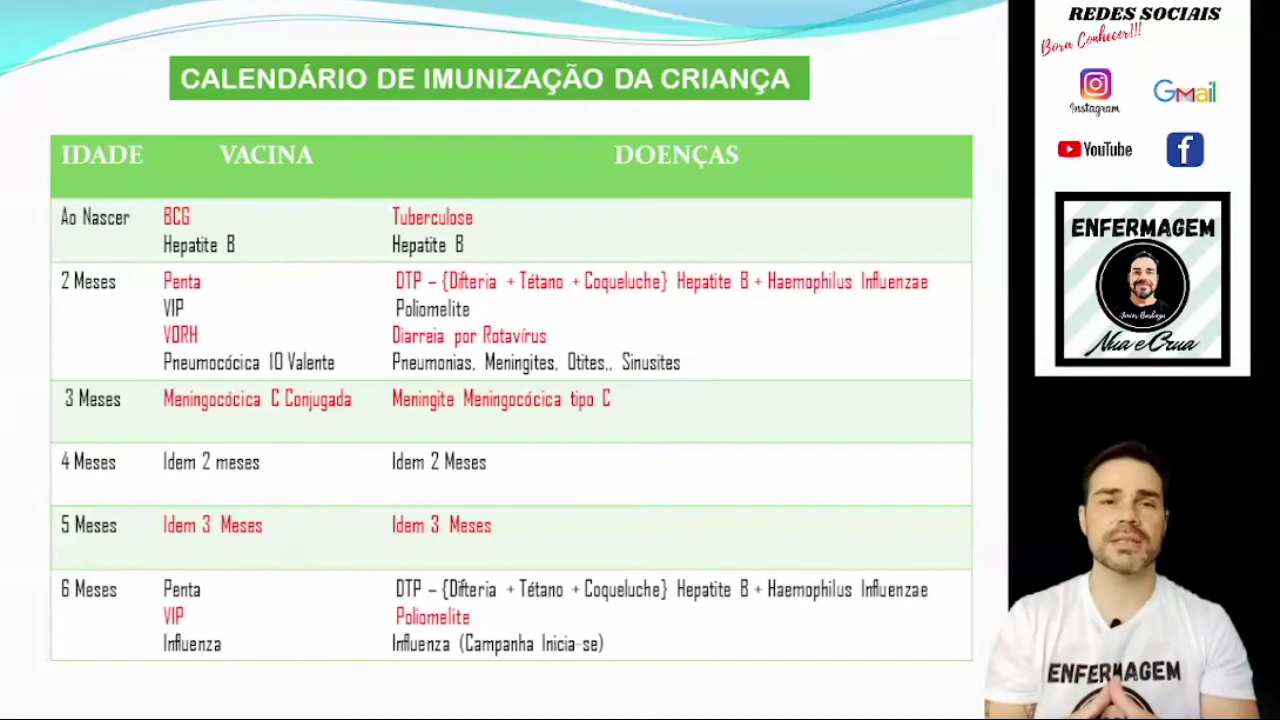 CALENDÁRIO DE IMUNIZAÇÃO DA CRIANÇA
IDADE VACINA DOENÇAS
Ao Nascer BCG Tuberculose
Hepatite B Hepatite B
2 Meses Penta DTP – {Difteria + Tétano + Coqueluche} Hepatite B + Haemophilus Influenzae
VIP Poliomelite
VORH Diarreia por Rotavírus
Pneumocócica 10 Valente Pneumonias, Meningites, Otites,, Sinusites
3 Meses Meningocócica C Conjugada Meningite Meningocócica tipo C
4 Meses Idem 2 meses Idem 2 Meses
5 Meses Idem 3 Meses Idem 3 Meses
6 Meses Penta DTP – {Difteria + Tétano + Coqueluche} Hepatite B + Haemophilus Influenzae
VIP Poliomelite
Influenza Influenza (Campanha Inicia-se)
REDES SOCIAIS
Bora Conhecer!!!
Instagram
Gmail
YouTube
f
ENFERMAGEM
Nua e Crua
ENFERMAGEM